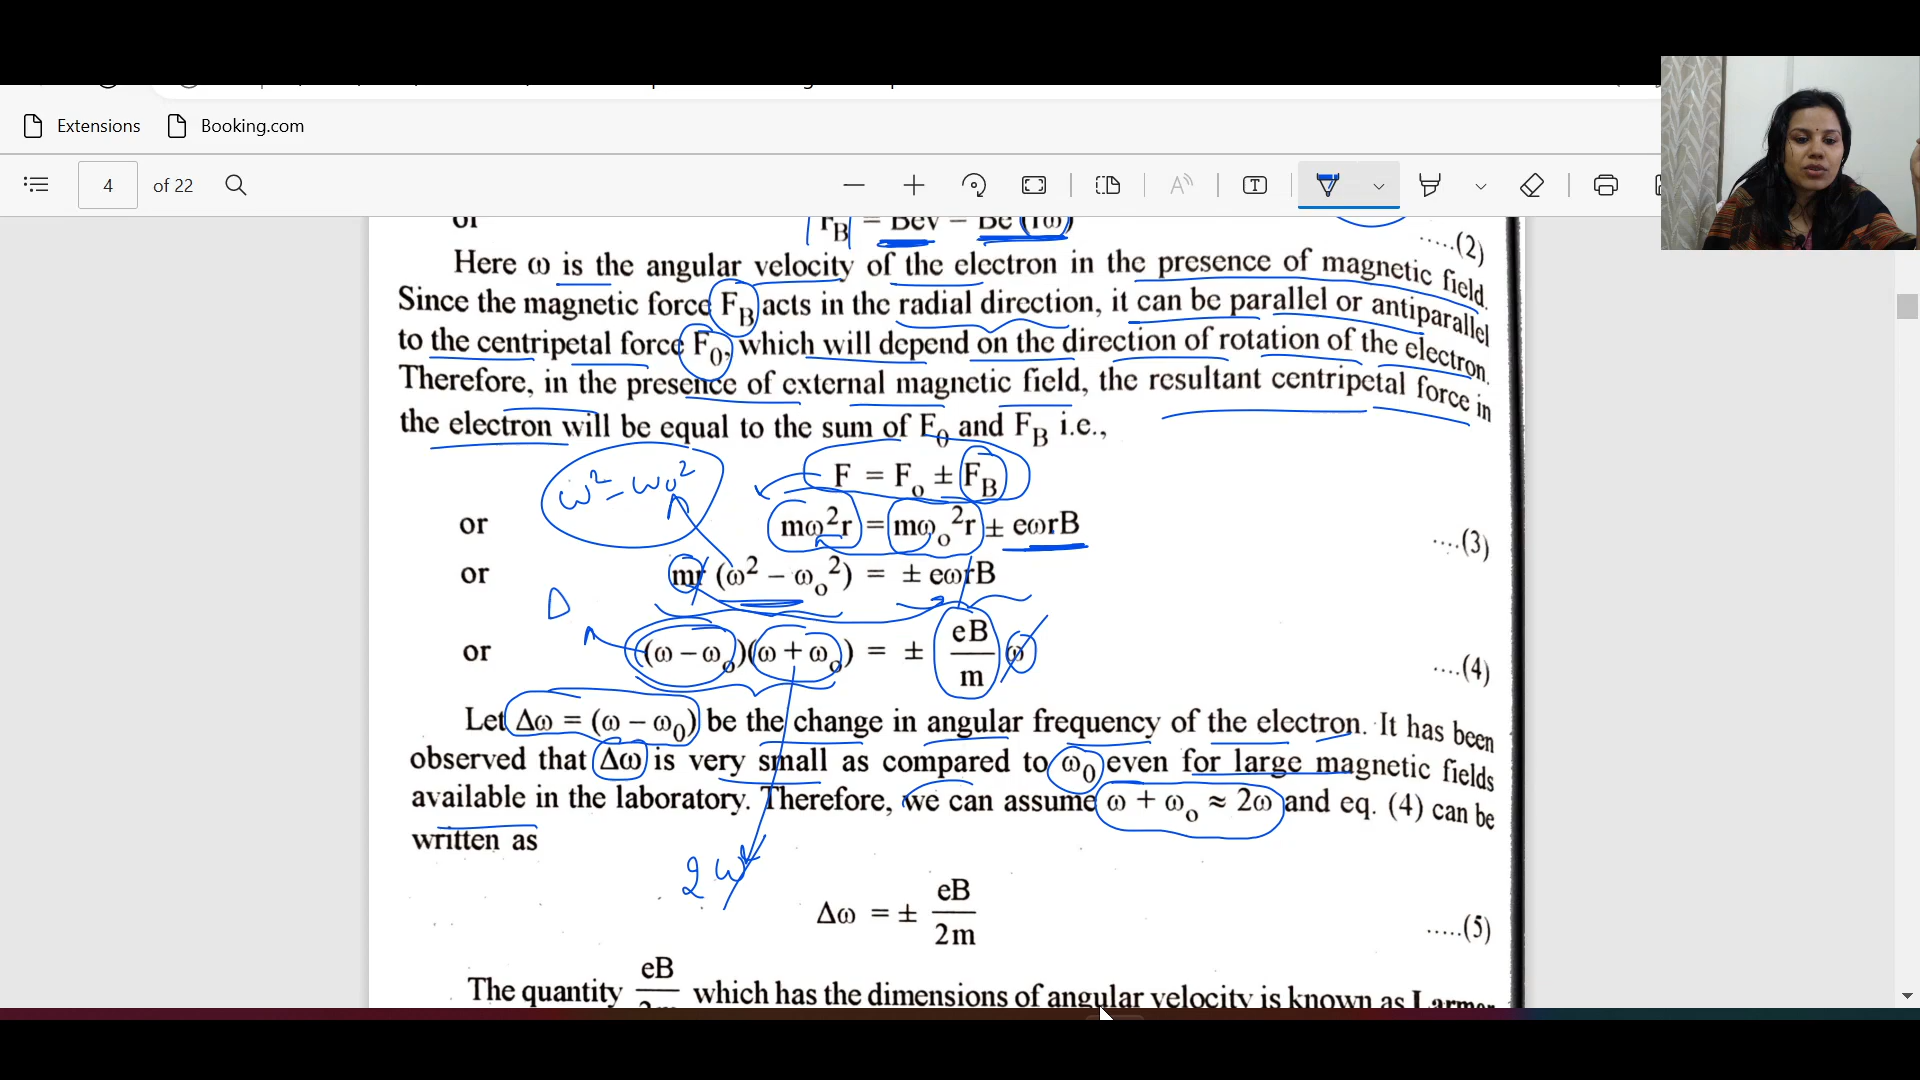 Extensions Booking.com
4 of 22
or |F_B| = Bev = Be (rω)
.....(2)
Here ω is the angular velocity of the electron in the presence of magnetic field.
Since the magnetic force F_B acts in the radial direction, it can be parallel or antiparallel
to the centripetal force F_0, which will depend on the direction of rotation of the electron.
Therefore, in the presence of external magnetic field, the resultant centripetal force in
the electron will be equal to the sum of F_0 and F_B i.e.,
F = F_o ± F_B
ω² - ω₀²
or mω²r = mω_o²r ± eωrB ....(3)
or mr (ω² − ω_o²) = ± eωrB
Δ
or (ω − ω_o)(ω + ω_o) = ± eB/m ω ....(4)
Let Δω = (ω − ω_0) be the change in angular frequency of the electron. It has been
observed that Δω is very small as compared to ω_0 even for large magnetic fields
available in the laboratory. Therefore, we can assume ω + ω_o ≈ 2ω and eq. (4) can be
written as
2ω
Δω = ± eB/2m .....(5)
The quantity eB/2m which has the dimensions of angular velocity is known as Larmor